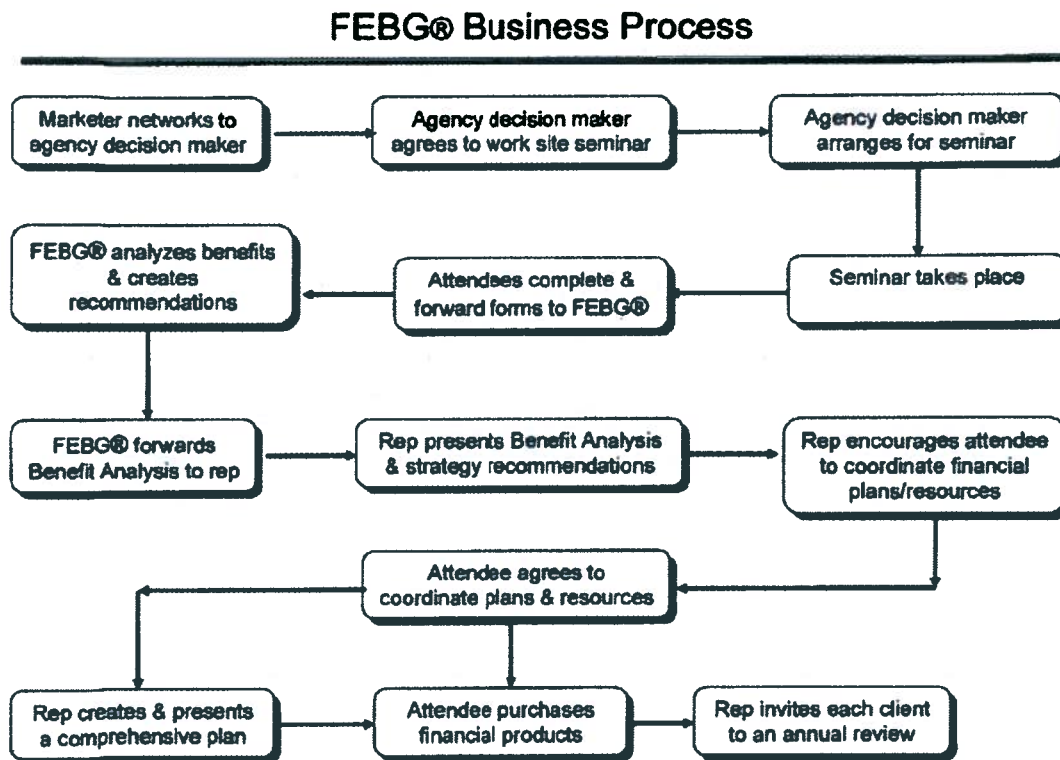 FEBG® Business Process
Marketer networks to
agency decision maker
Agency decision maker
agrees to work site seminar
Agency decision maker
arranges for seminar
FEBG® analyzes benefits
& creates
recommendations
Attendees complete &
forward forms to FEBG®
Seminar takes place
FEBG® forwards
Benefit Analysis to rep
Rep presents Benefit Analysis
& strategy recommendations
Rep encourages attendee
to coordinate financial
plans/resources
Attendee agrees to
coordinate plans & resources
Rep creates & presents
a comprehensive plan
Attendee purchases
financial products
Rep invites each client
to an annual review